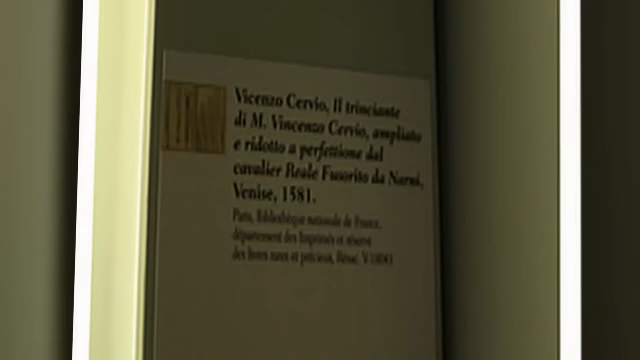 Vicenzo Cervio, Il trinciante
di M. Vincenzo Cervio, ampliato
e ridotto a perfettione dal
cavalier Reale Fusorito da Narni,
Venise, 1581.
Paris, Bibliothèque nationale de France,
département des Imprimés et réserve
des livres rares et précieux, Résac.